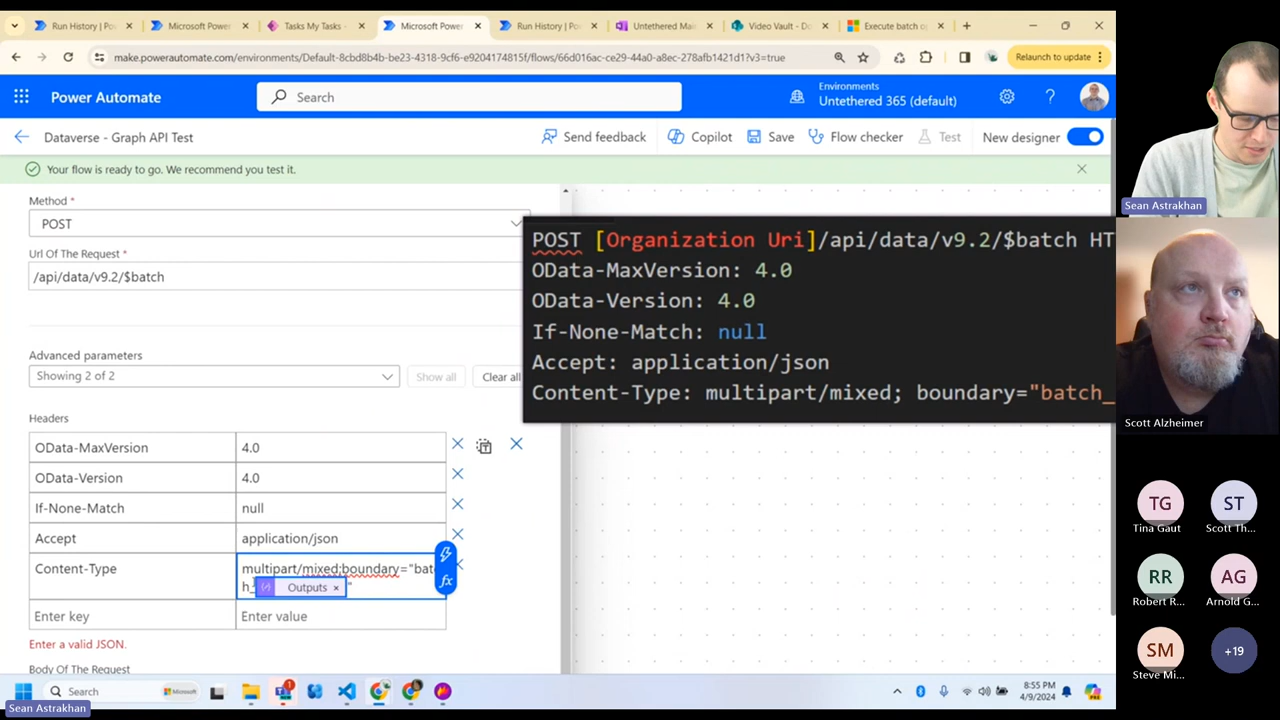 Run History | Po
Microsoft Power
Tasks My Tasks -
Microsoft Power
Run History | Po
Untethered Mai
Video Vault - Do
Execute batch o
make.powerautomate.com/environments/Default-8cbd8b4b-be23-4318-9cf6-e9204174815f/flows/66d016ac-ce29-44a0-a8ec-278afb1421d1?v3=true
Relaunch to update
Power Automate
Search
Environments
Untethered 365 (default)
Dataverse - Graph API Test
Send feedback
Copilot
Save
Flow checker
Test
New designer
Your flow is ready to go. We recommend you test it.
Method *
POST
Url Of The Request *
/api/data/v9.2/$batch
Advanced parameters
Showing 2 of 2
Show all
Clear all
Headers
OData-MaxVersion 4.0
OData-Version 4.0
If-None-Match null
Accept application/json
Content-Type multipart/mixed;boundary="bat
h_ Outputs × "
Enter key Enter value
Enter a valid JSON.
Body Of The Request
POST [Organization Uri]/api/data/v9.2/$batch HT
OData-MaxVersion: 4.0
OData-Version: 4.0
If-None-Match: null
Accept: application/json
Content-Type: multipart/mixed; boundary="batch_
Sean Astrakhan
Scott Alzheimer
TG
Tina Gaut
ST
Scott Th...
RR
Robert R...
AG
Arnold G...
SM
Steve Mi...
+19
Search
Microsoft
8:55 PM
4/9/2024
Sean Astrakhan